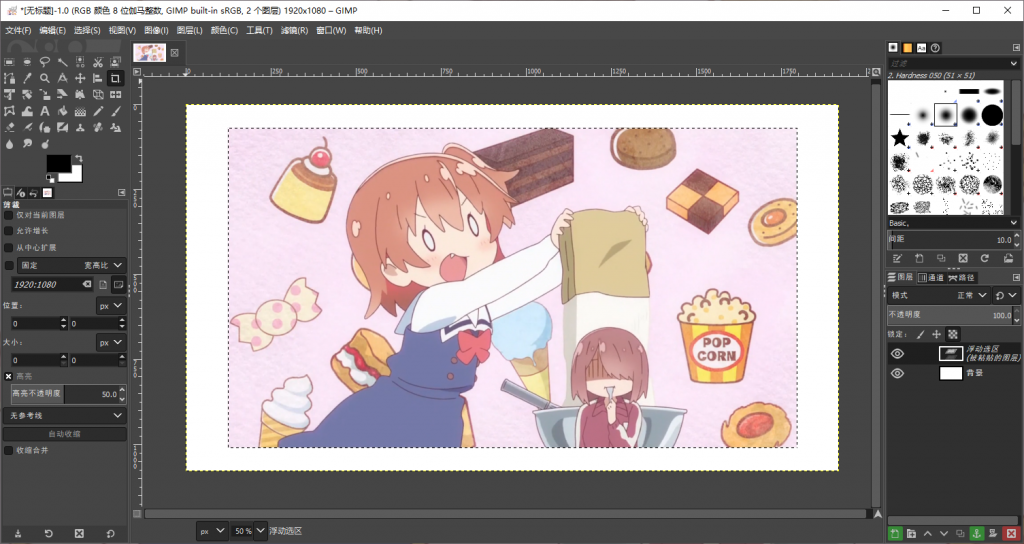 *[无标题]-1.0 (RGB 颜色 8 位伽马整数, GIMP built-in sRGB, 2 个图层) 1920x1080 – GIMP
文件(F) 编辑(E) 选择(S) 视图(V) 图像(I) 图层(L) 颜色(C) 工具(T) 滤镜(R) 窗口(W) 帮助(H)
0 250 500 750 1000 1250 1500 1750
0
250
500
750
1000
过滤
2. Hardness 050 (51 × 51)
Basic,
间距 10.0
剪裁
仅对当前图层
允许增长
从中心扩展
固定 宽高比
1920:1080
位置: px
0 0
大小: px
0 0
高亮
高亮不透明度 50.0
无参考线
自动收缩
收缩合并
POP
CORN
图层 通道 路径
模式 正常
不透明度 100.0
锁定:
浮动选区
(被粘贴的图层)
背景
px 50 % 浮动选区